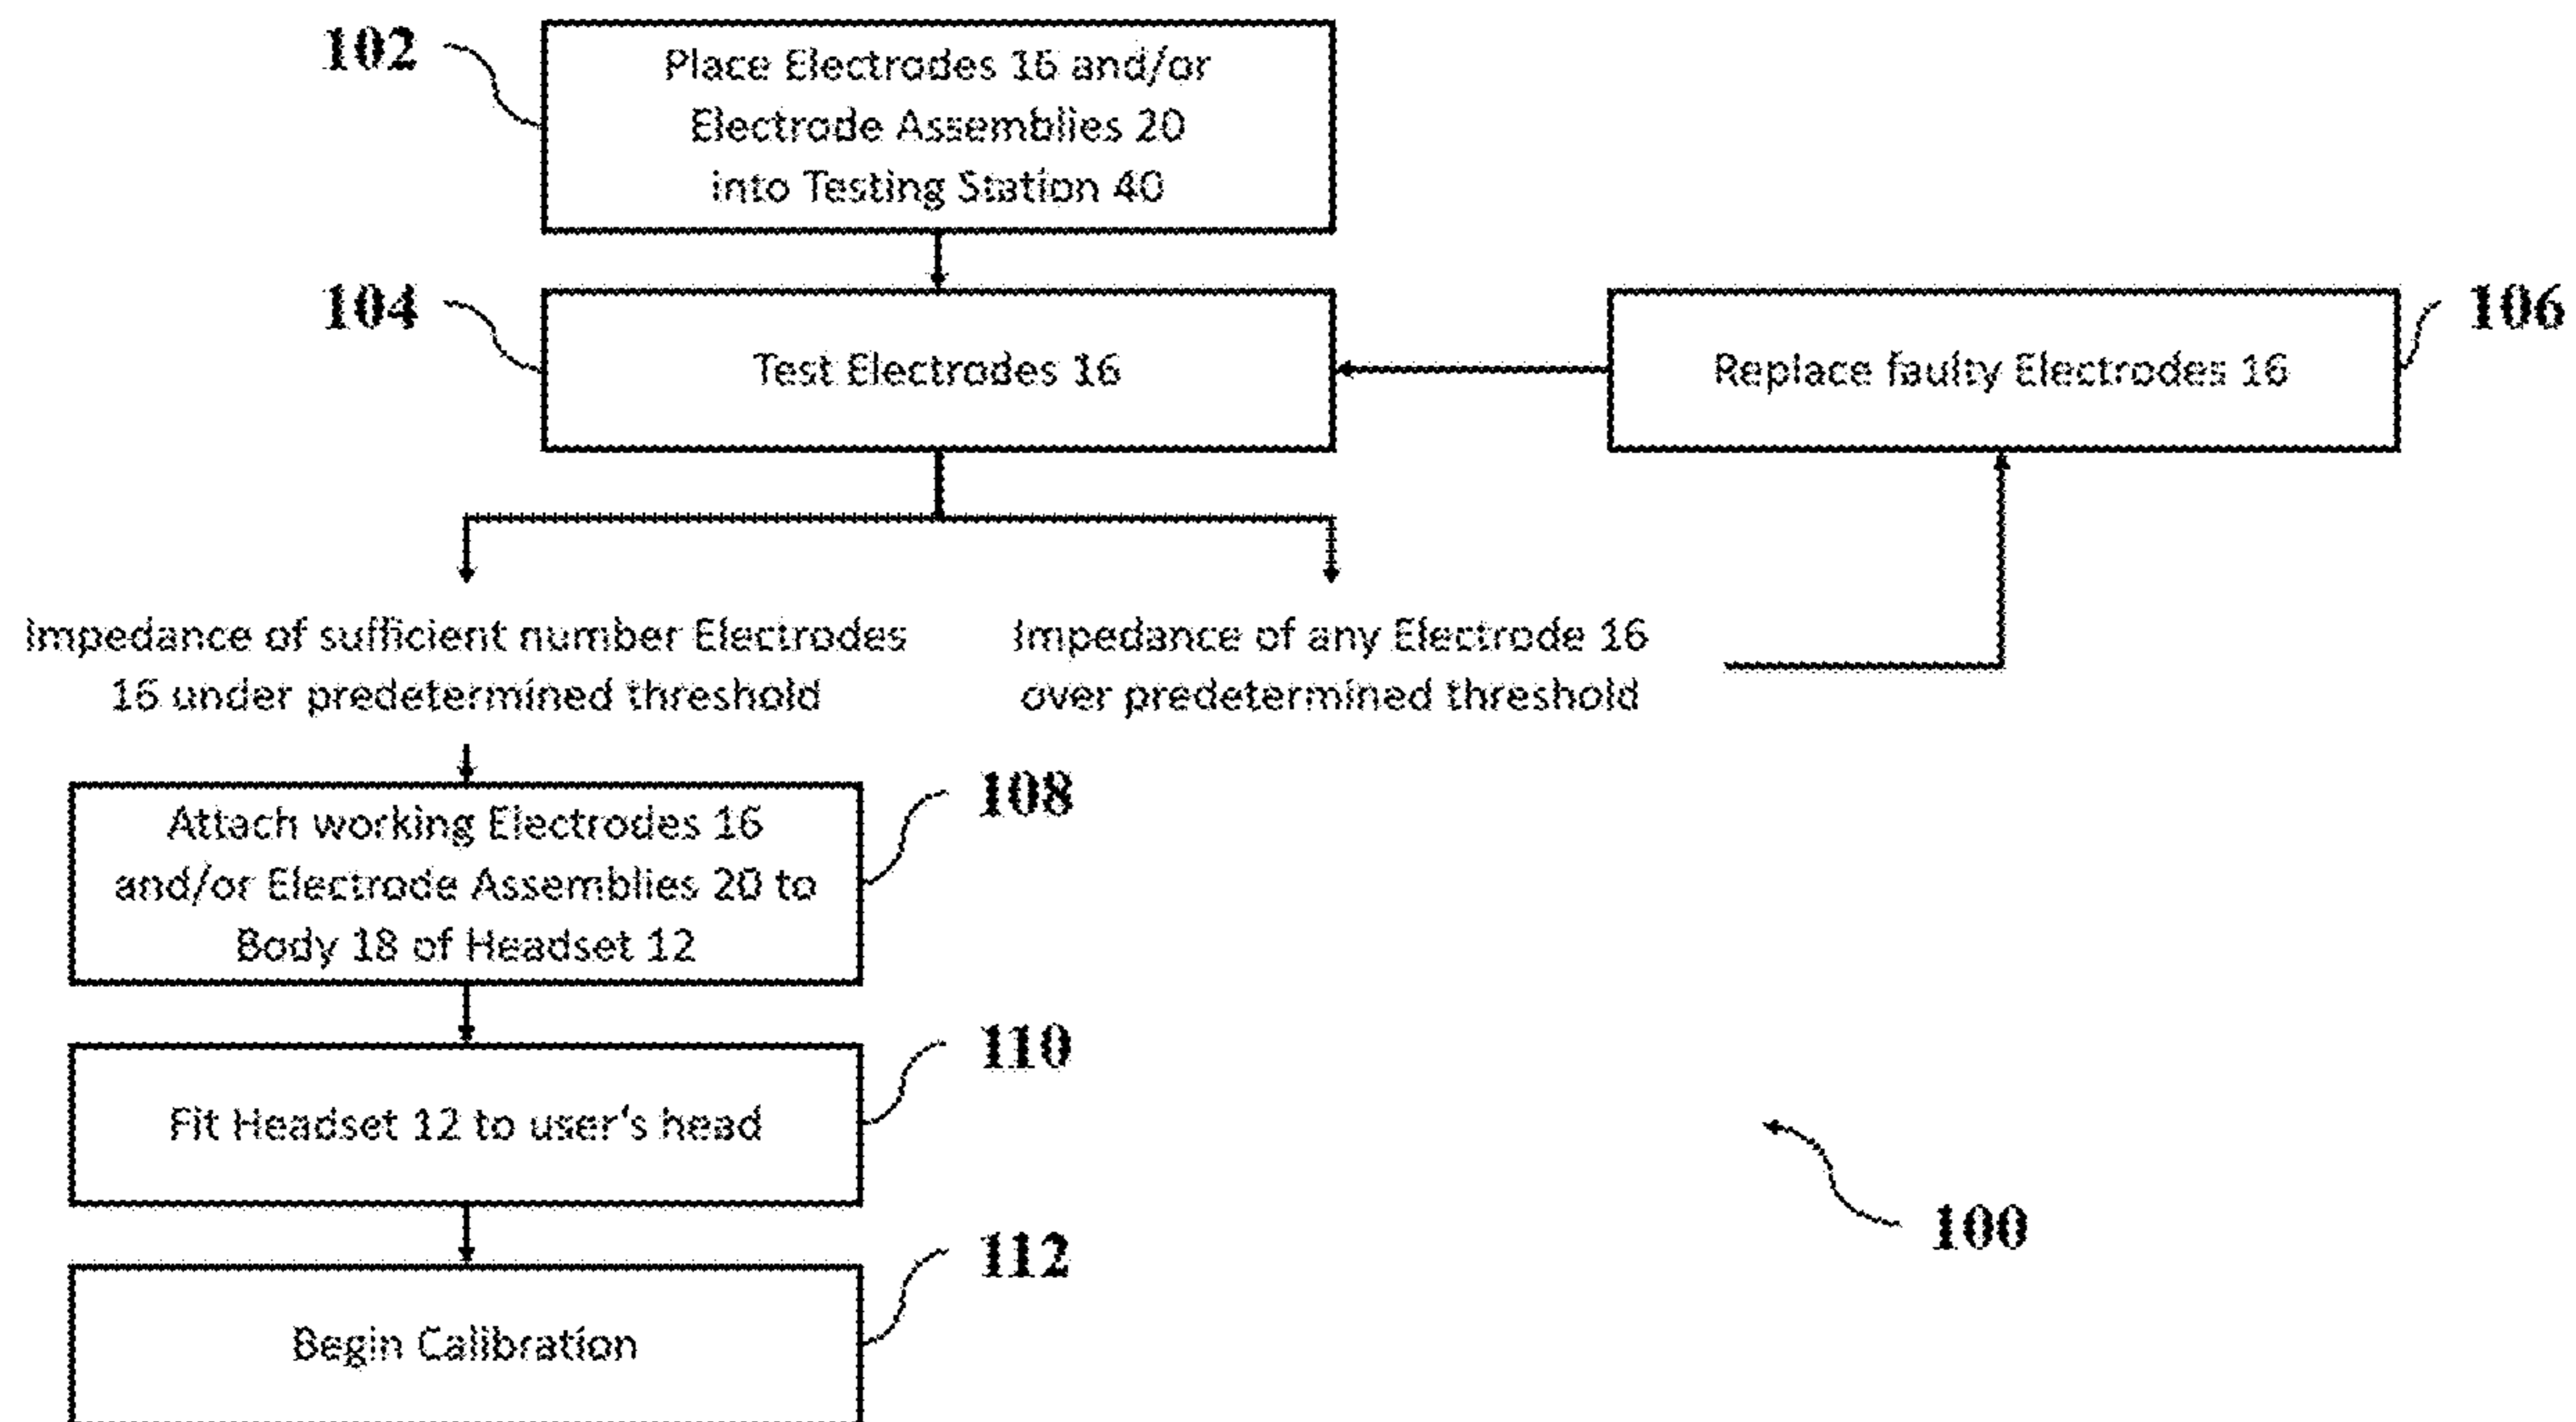 102
Place Electrodes 16 and/or
Electrode Assemblies 20
into Testing Station 40
104
Test Electrodes 16
Replace faulty Electrodes 16
106
Impedance of sufficient number Electrodes
16 under predetermined threshold
Impedance of any Electrode 16
over predetermined threshold
Attach working Electrodes 16
and/or Electrode Assemblies 20 to
Body 18 of Headset 12
108
Fit Headset 12 to user‘s head
110
Begin Calibration
112
100